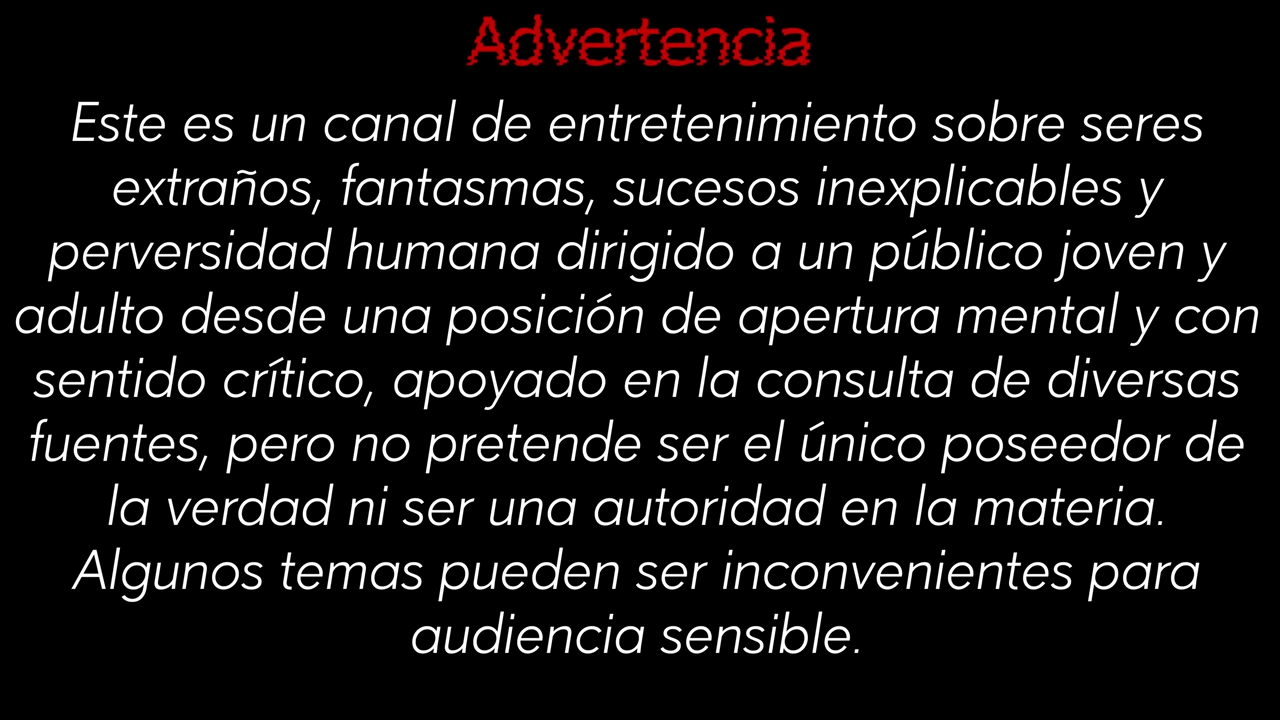 Advertencia
Este es un canal de entretenimiento sobre seres
extraños, fantasmas, sucesos inexplicables y
perversidad humana dirigido a un público joven y
adulto desde una posición de apertura mental y con
sentido crítico, apoyado en la consulta de diversas
fuentes, pero no pretende ser el único poseedor de
la verdad ni ser una autoridad en la materia.
Algunos temas pueden ser inconvenientes para
audiencia sensible.